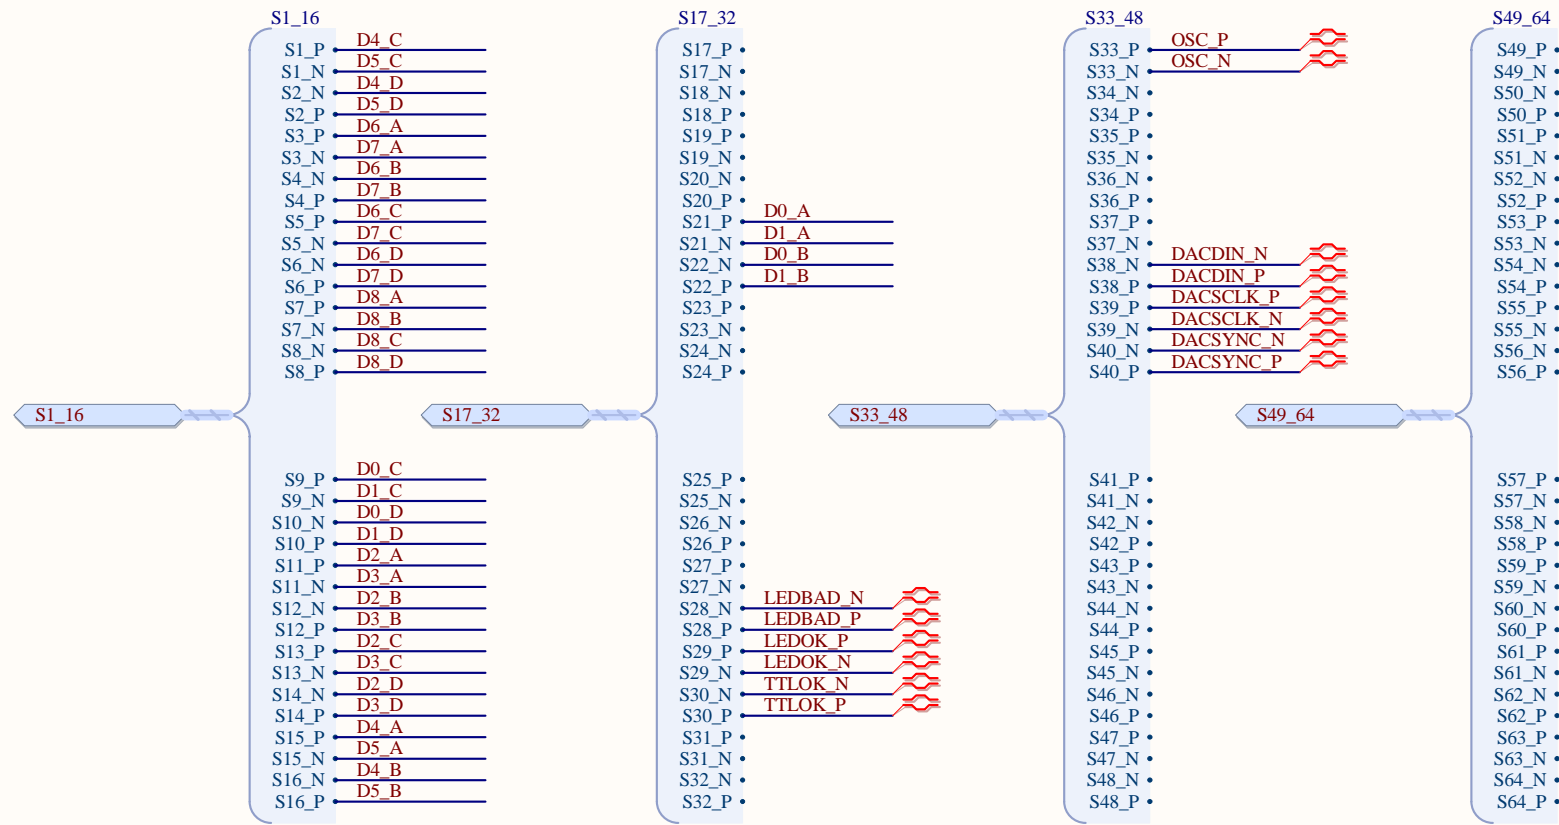 S1_16
S1_P D4_C
S1_N D5_C
S2_N D4_D
S2_P D5_D
S3_P D6_A
S3_N D7_A
S4_N D6_B
S4_P D7_B
S5_P D6_C
S5_N D7_C
S6_N D6_D
S6_P D7_D
S7_P D8_A
S7_N D8_B
S8_N D8_C
S8_P D8_D
S1_16
S9_P D0_C
S9_N D1_C
S10_N D0_D
S10_P D1_D
S11_P D2_A
S11_N D3_A
S12_N D2_B
S12_P D3_B
S13_P D2_C
S13_N D3_C
S14_N D2_D
S14_P D3_D
S15_P D4_A
S15_N D5_A
S16_N D4_B
S16_P D5_B
S17_32
S17_P
S17_N
S18_N
S18_P
S19_P
S19_N
S20_N
S20_P
S21_P D0_A
S21_N D1_A
S22_N D0_B
S22_P D1_B
S23_P
S23_N
S24_N
S24_P
S17_32
S25_P
S25_N
S26_N
S26_P
S27_P
S27_N
S28_N LEDBAD_N
S28_P LEDBAD_P
S29_P LEDOK_P
S29_N LEDOK_N
S30_N TTLOK_N
S30_P TTLOK_P
S31_P
S31_N
S32_N
S32_P
S33_48
S33_P OSC_P
S33_N OSC_N
S34_N
S34_P
S35_P
S35_N
S36_N
S36_P
S37_P
S37_N
S38_N DACDIN_N
S38_P DACDIN_P
S39_P DACSCLK_P
S39_N DACSCLK_N
S40_N DACSYNC_N
S40_P DACSYNC_P
S33_48
S41_P
S41_N
S42_N
S42_P
S43_P
S43_N
S44_N
S44_P
S45_P
S45_N
S46_N
S46_P
S47_P
S47_N
S48_N
S48_P
S49_64
S49_P
S49_N
S50_N
S50_P
S51_P
S51_N
S52_N
S52_P
S53_P
S53_N
S54_N
S54_P
S55_P
S55_N
S56_N
S56_P
S49_64
S57_P
S57_N
S58_N
S58_P
S59_P
S59_N
S60_N
S60_P
S61_P
S61_N
S62_N
S62_P
S63_P
S63_N
S64_N
S64_P